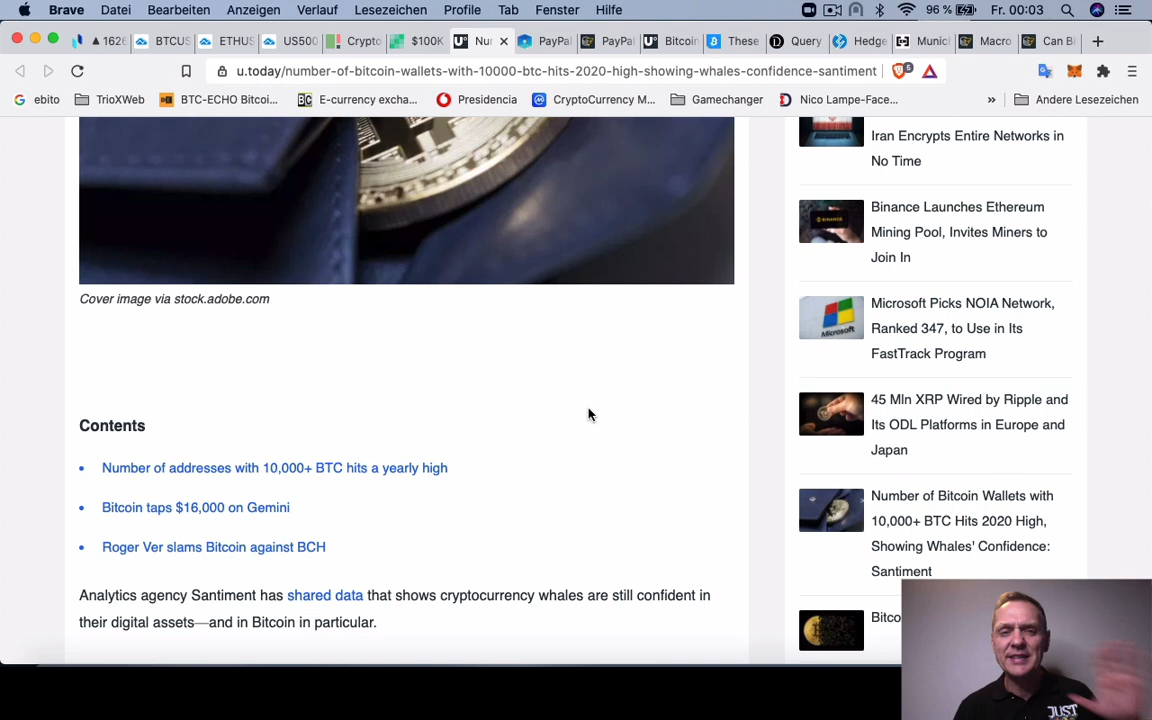 Brave Datei Bearbeiten Anzeigen Verlauf Lesezeichen Profile Tab Fenster Hilfe 96 % Fr. 00:03
▲ 1626 BTCUS ETHUS US500 Crypto $100K Nur PayPal PayPal Bitcoin These Query Hedge Munic Macro Can Bi
u.today/number-of-bitcoin-wallets-with-10000-btc-hits-2020-high-showing-whales-confidence-santiment
ebito TrioXWeb BTC-ECHO Bitcoi... E-currency excha... Presidencia CryptoCurrency M... Gamechanger Nico Lampe-Face... » Andere Lesezeichen
Cover image via stock.adobe.com
Contents
• Number of addresses with 10,000+ BTC hits a yearly high
• Bitcoin taps $16,000 on Gemini
• Roger Ver slams Bitcoin against BCH
Analytics agency Santiment has shared data that shows cryptocurrency whales are still confident in
their digital assets—and in Bitcoin in particular.
Iran Encrypts Entire Networks in
No Time
Binance Launches Ethereum
Mining Pool, Invites Miners to
Join In
Microsoft Picks NOIA Network,
Ranked 347, to Use in Its
FastTrack Program
Microsoft
45 Mln XRP Wired by Ripple and
Its ODL Platforms in Europe and
Japan
Number of Bitcoin Wallets with
10,000+ BTC Hits 2020 High,
Showing Whales' Confidence:
Santiment
Bitco
JUST